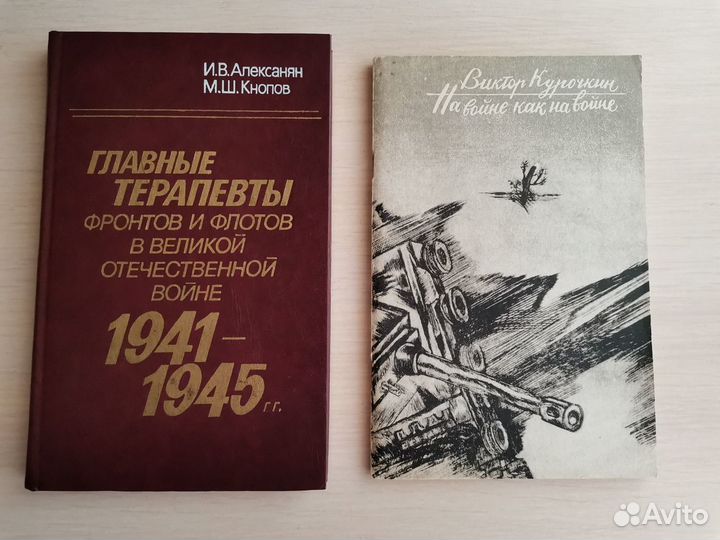 И.В.Алексанян
М.Ш.Кнопов
ГЛАВНЫЕ
ТЕРАПЕВТЫ
ФРОНТОВ И ФЛОТОВ
В ВЕЛИКОЙ
ОТЕЧЕСТВЕННОЙ
ВОЙНЕ
1941—
1945 гг.
Виктор Курочкин
На войне как на войне
Avito